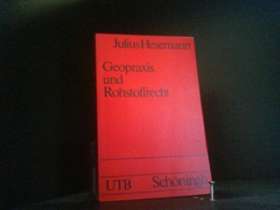 Julius Hesemann
Geopraxis
und
Rohstoffrecht
UTB Schöningh